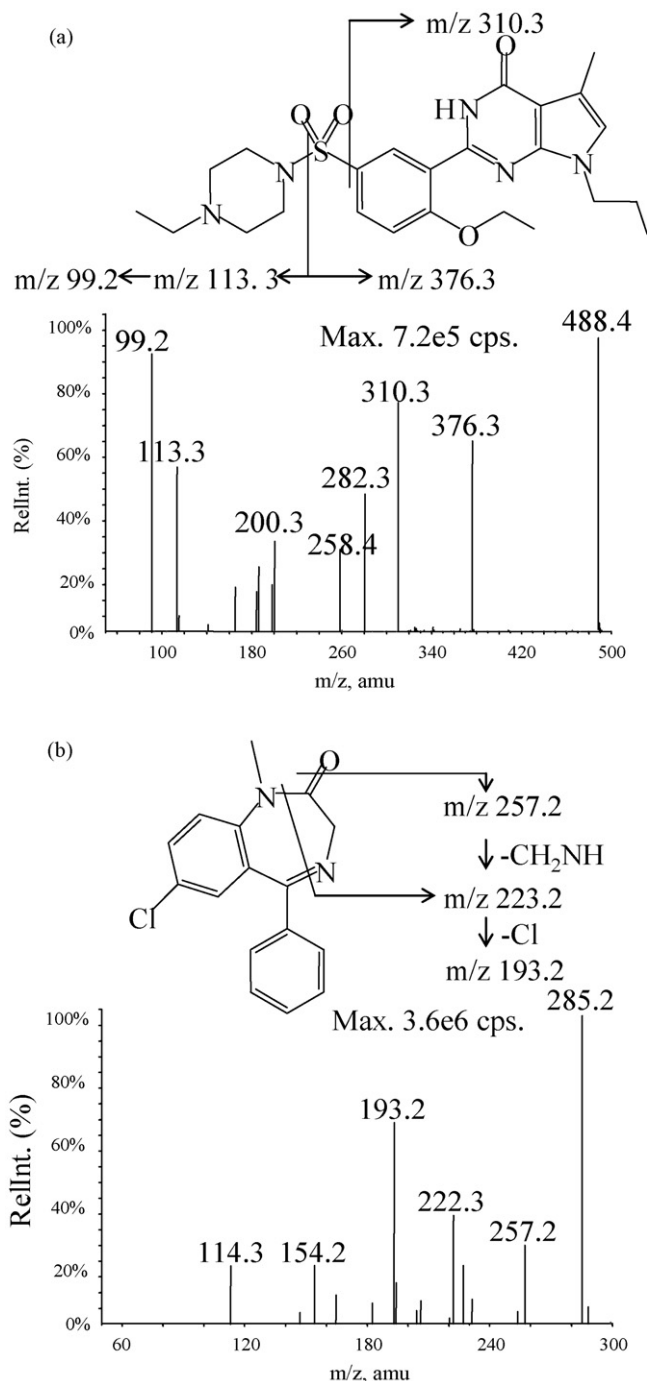 (a)
m/z 310.3
O
HN
O
O
S
N
N
N
N
O
m/z 99.2 m/z 113. 3 m/z 376.3
100%
80%
60%
40%
20%
0%
RelInt. (%)
Max. 7.2e5 cps.
99.2
113.3
200.3
258.4
282.3
310.3
376.3
488.4
100 180 260 340 420 500
m/z, amu
(b)
O
N
N
Cl
m/z 257.2
-CH₂NH
m/z 223.2
-Cl
m/z 193.2
100%
80%
60%
40%
20%
0%
RelInt. (%)
Max. 3.6e6 cps.
285.2
193.2
222.3
257.2
114.3
154.2
60 120 180 240 300
m/z, amu